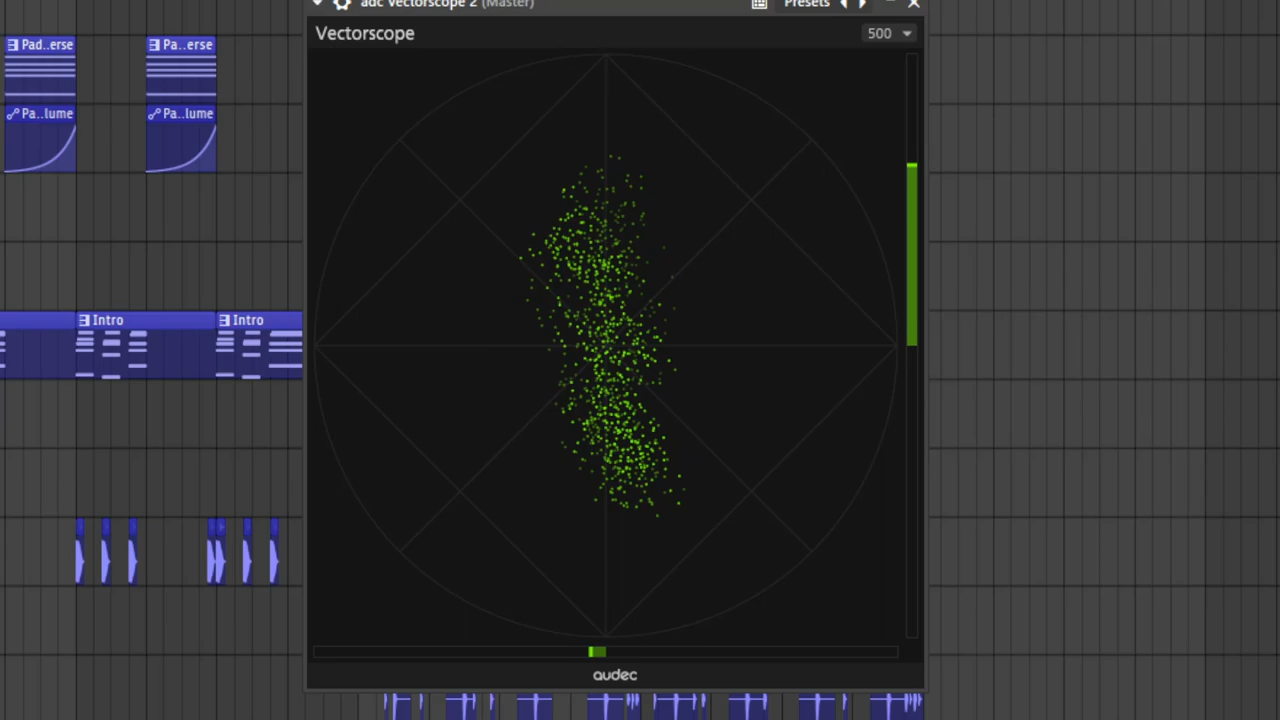 adc Vectorscope 2 (Master)
Presets
Vectorscope
500
Pad..erse
Pa..erse
Pa..lume
Pa..lume
Intro
Intro
audec